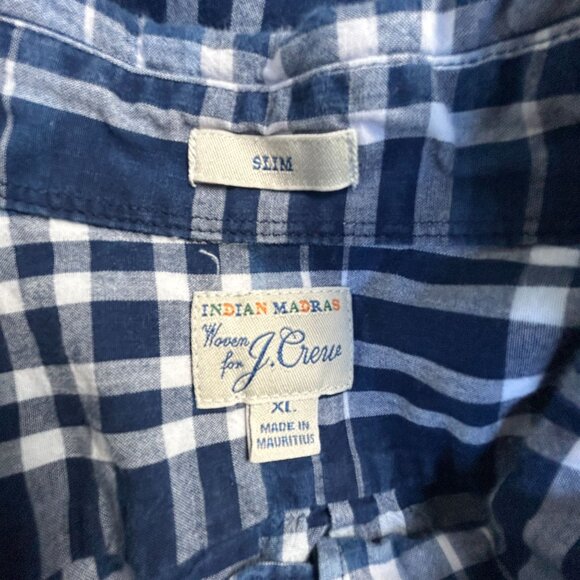 SLIM
INDIAN MADRAS
Woven
for J.Crew
XL
MADE IN
MAURITIUS